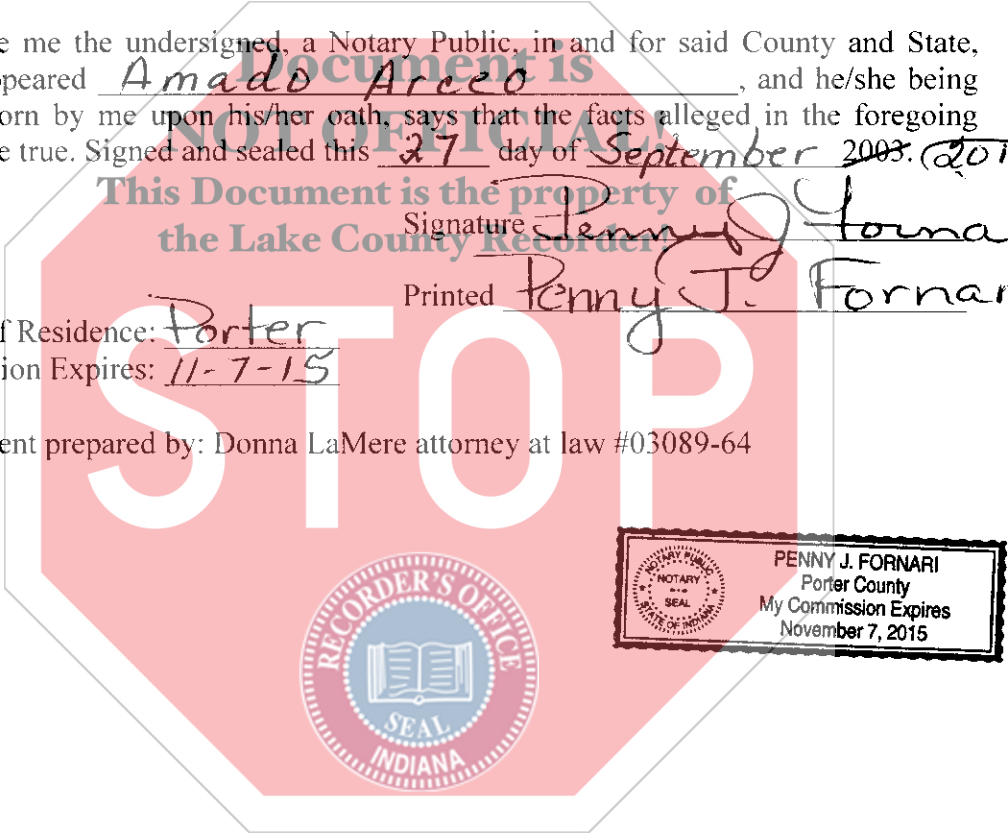 e me the undersigned, a Notary Public, in and for said County and State,
peared Amado Arceo, and he/she being
orn by me upon his/her oath, says that the facts alleged in the foregoing
e true. Signed and sealed this 27 day of September 2003. (201
Document is
NOT OFFICIAL!
This Document is the property of
the Lake County Recorder!
Signature Penny J Forna
Printed Penny J. Fornar
f Residence: Porter
ion Expires: 11-7-15
ent prepared by: Donna LaMere attorney at law #03089-64
STOP
NOTARY PUBLIC
NOTARY
SEAL
STATE OF INDIANA
PENNY J. FORNARI
Porter County
My Commission Expires
November 7, 2015
RECORDER'S OFFICE
SEAL
INDIANA